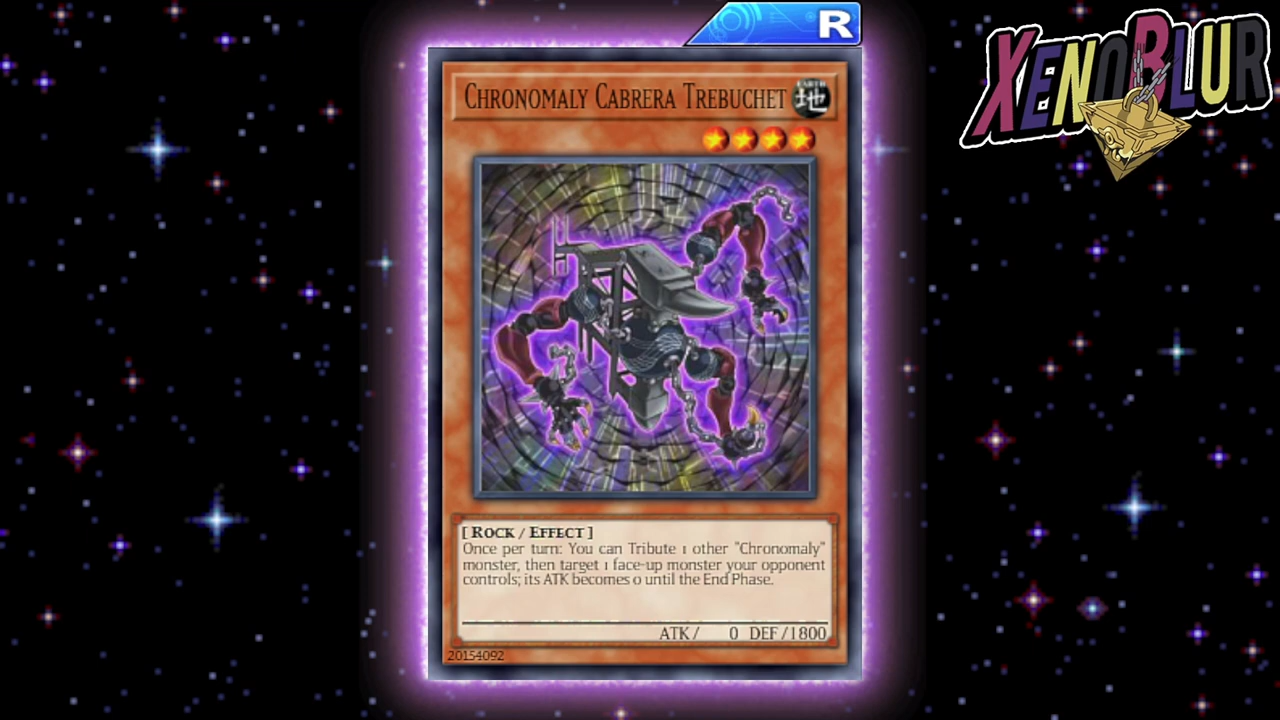 R
XENOBLUR
CHRONOMALY CABRERA TREBUCHET
EARTH
地
[ ROCK / EFFECT ]
Once per turn: You can Tribute 1 other "Chronomaly"
monster, then target 1 face-up monster your opponent
controls; its ATK becomes 0 until the End Phase.
ATK / 0 DEF / 1800
20154092